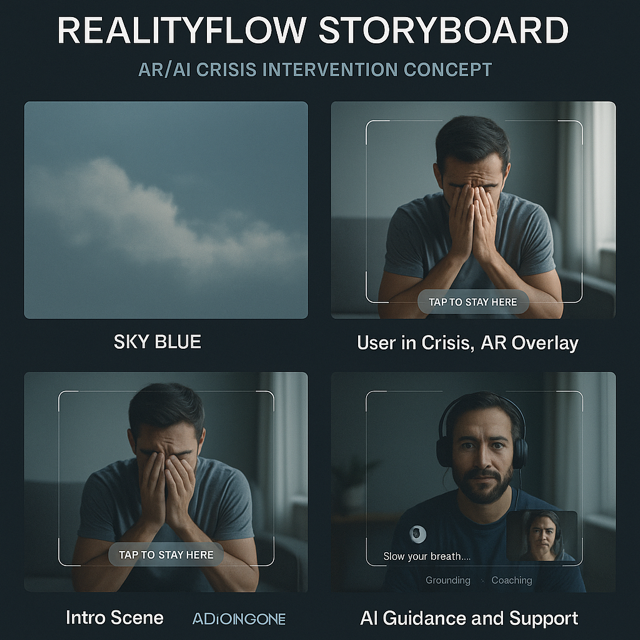 REALITYFLOW STORYBOARD
AR/AI CRISIS INTERVENTION CONCEPT
TAP TO STAY HERE
SKY BLUE
User in Crisis, AR Overlay
TAP TO STAY HERE
Slow your breath....
Grounding · Coaching
Intro Scene
ADiOINGONE
AI Guidance and Support